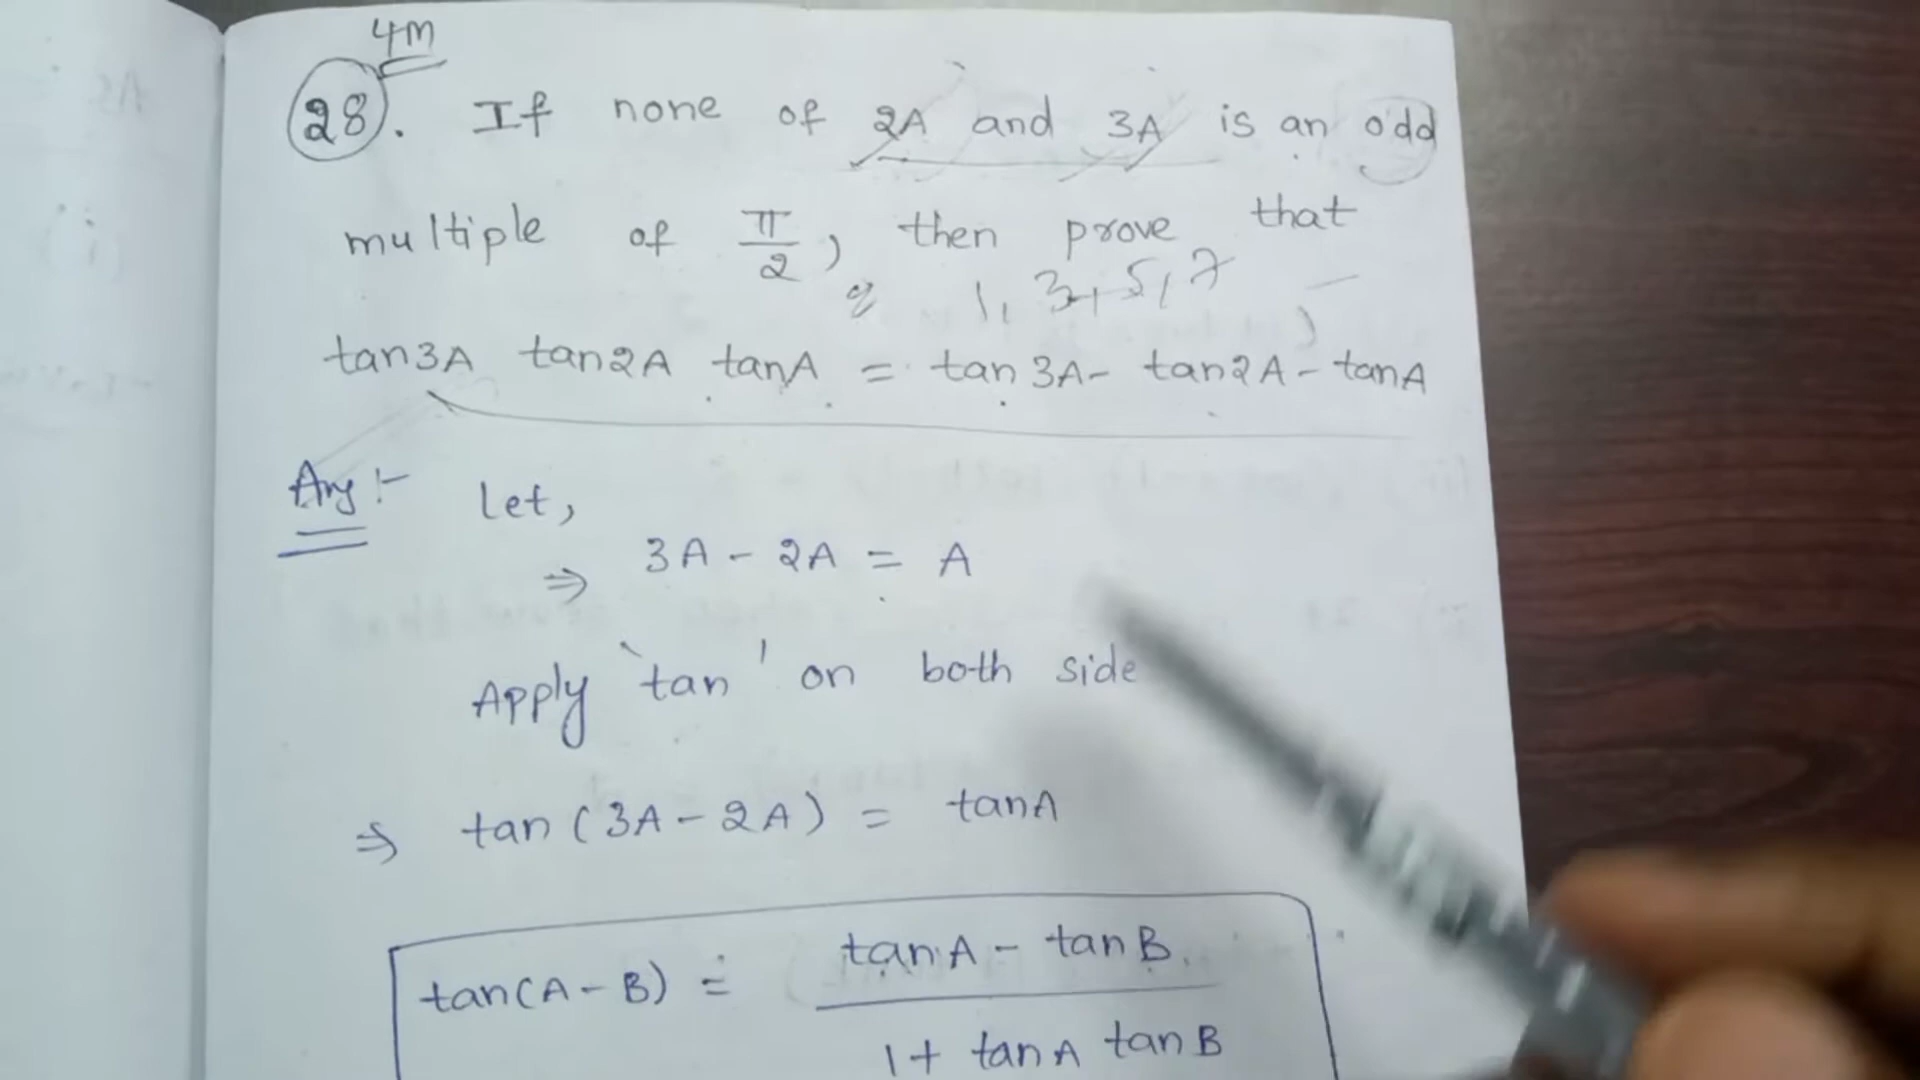 4m
28. If none of 2A and 3A is an odd
multiple of π/2, then prove that
1, 3, 5, 7
tan3A tan2A tanA = tan3A - tan2A - tanA
Ans :- Let,
⇒ 3A - 2A = A
Apply 'tan' on both side
⇒ tan (3A - 2A) = tanA
tan(A - B) = tanA - tanB
1 + tanA tanB